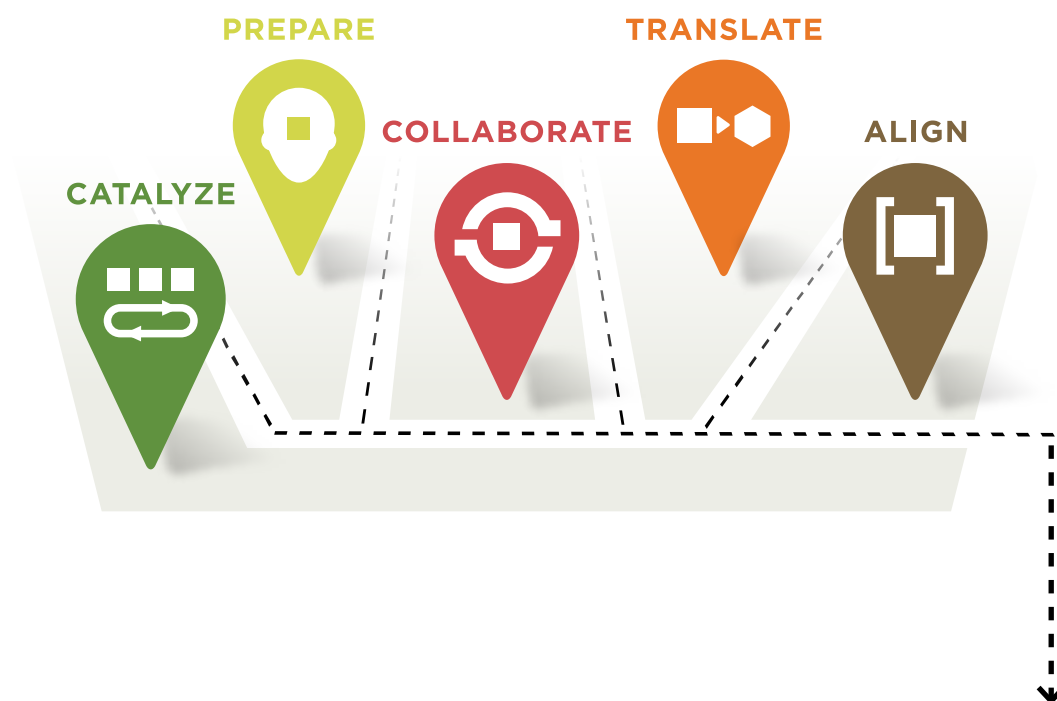 PREPARE
TRANSLATE
COLLABORATE
ALIGN
CATALYZE